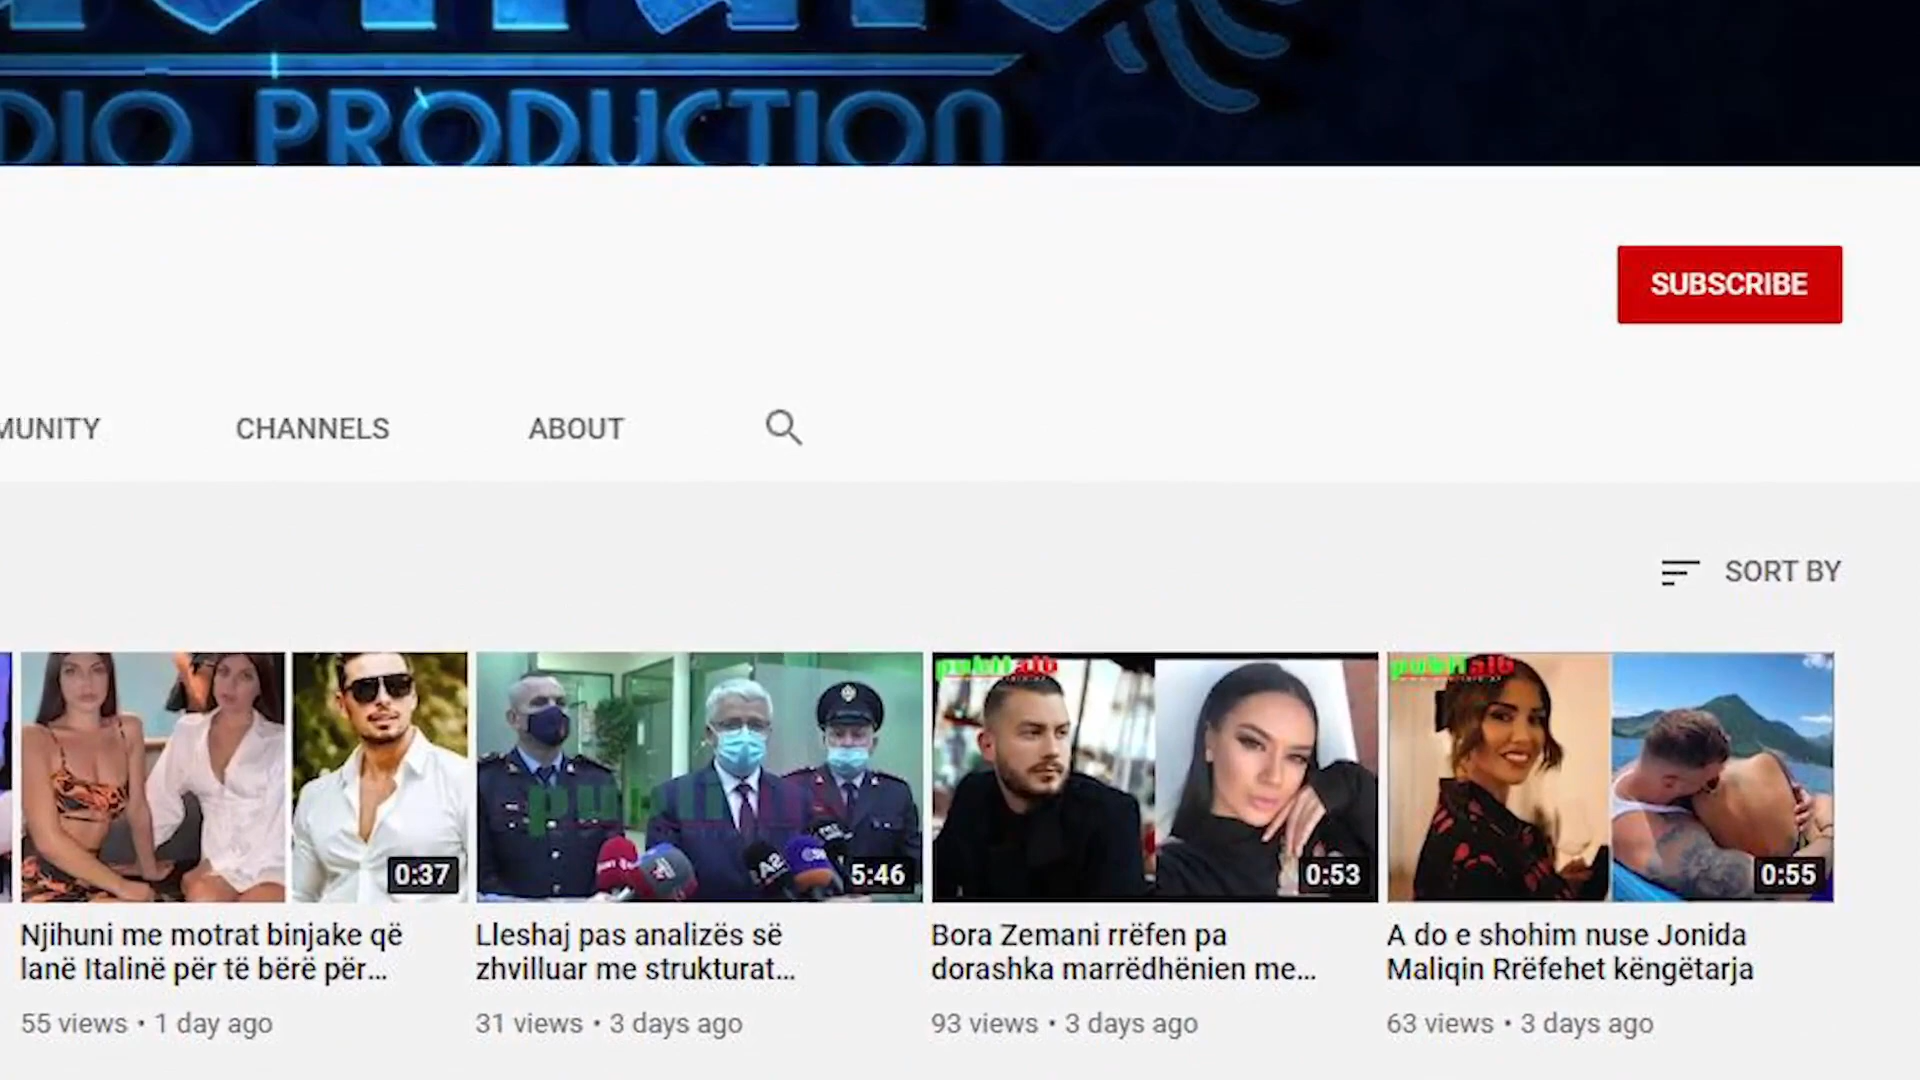 DIO PRODUCTION
SUBSCRIBE
MUNITY
CHANNELS
ABOUT
SORT BY
publialb
publialb
publialb
0:37
5:46
0:53
0:55
Njihuni me motrat binjake që
lanë Italinë për të bërë për...
55 views • 1 day ago
Lleshaj pas analizës së
zhvilluar me strukturat...
31 views • 3 days ago
Bora Zemani rrëfen pa
dorashka marrëdhënien me...
93 views • 3 days ago
A do e shohim nuse Jonida
Maliqin Rrëfehet këngëtarja
63 views • 3 days ago